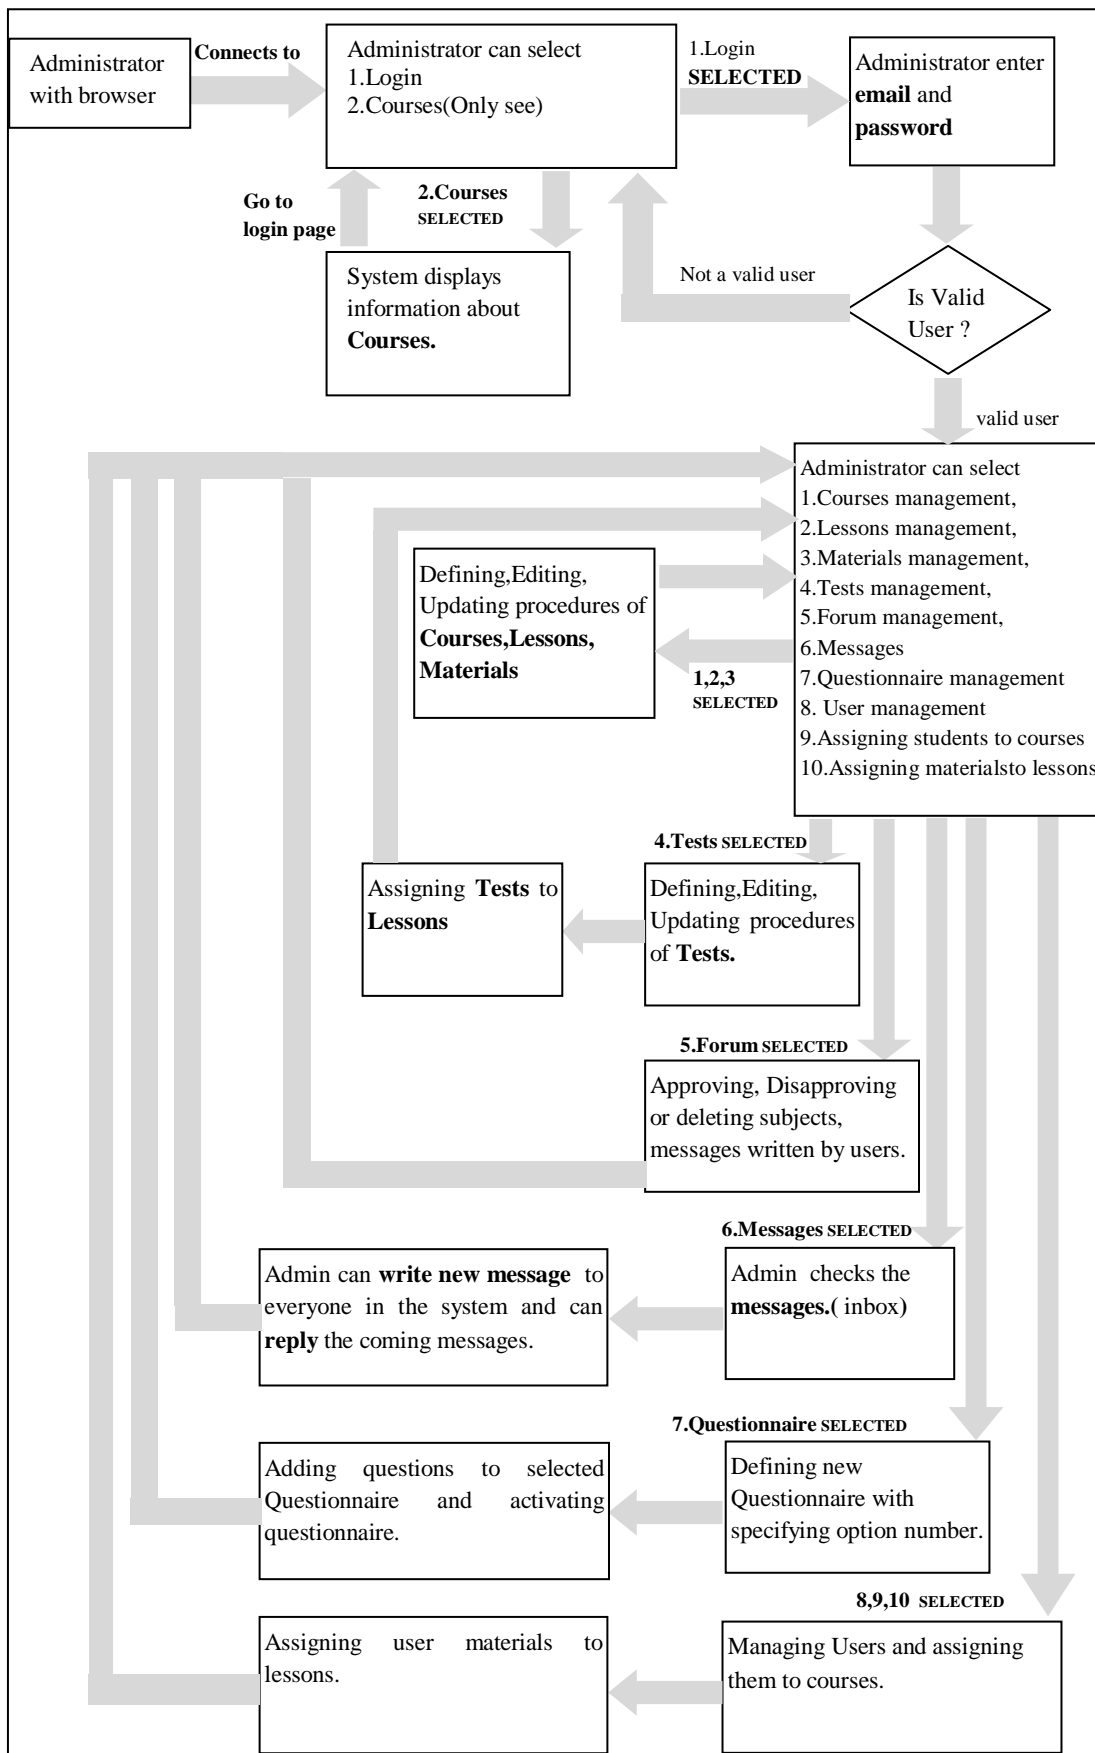 Administrator
with browser
Connects to
Administrator can select
1.Login
2.Courses(Only see)
1.Login
SELECTED
Administrator enter
email and
password
Go to
login page
2.Courses
SELECTED
System displays
information about
Courses.
Not a valid user
Is Valid
User ?
valid user
Administrator can select
1.Courses management,
2.Lessons management,
3.Materials management,
4.Tests management,
5.Forum management,
6.Messages
7.Questionnaire management
8. User management
9.Assigning students to courses
10.Assigning materialsto lessons
Defining,Editing,
Updating procedures of
Courses,Lessons,
Materials
1,2,3
SELECTED
4.Tests SELECTED
Assigning Tests to
Lessons
Defining,Editing,
Updating procedures
of Tests.
5.Forum SELECTED
Approving, Disapproving
or deleting subjects,
messages written by users.
6.Messages SELECTED
Admin can write new message to
everyone in the system and can
reply the coming messages.
Admin checks the
messages.( inbox)
7.Questionnaire SELECTED
Adding questions to selected
Questionnaire and activating
questionnaire.
Defining new
Questionnaire with
specifying option number.
8,9,10 SELECTED
Assigning user materials to
lessons.
Managing Users and assigning
them to courses.